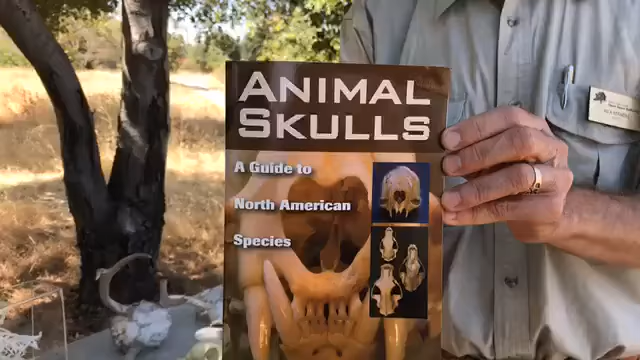 ANIMAL
SKULLS
A Guide to
North American
Species